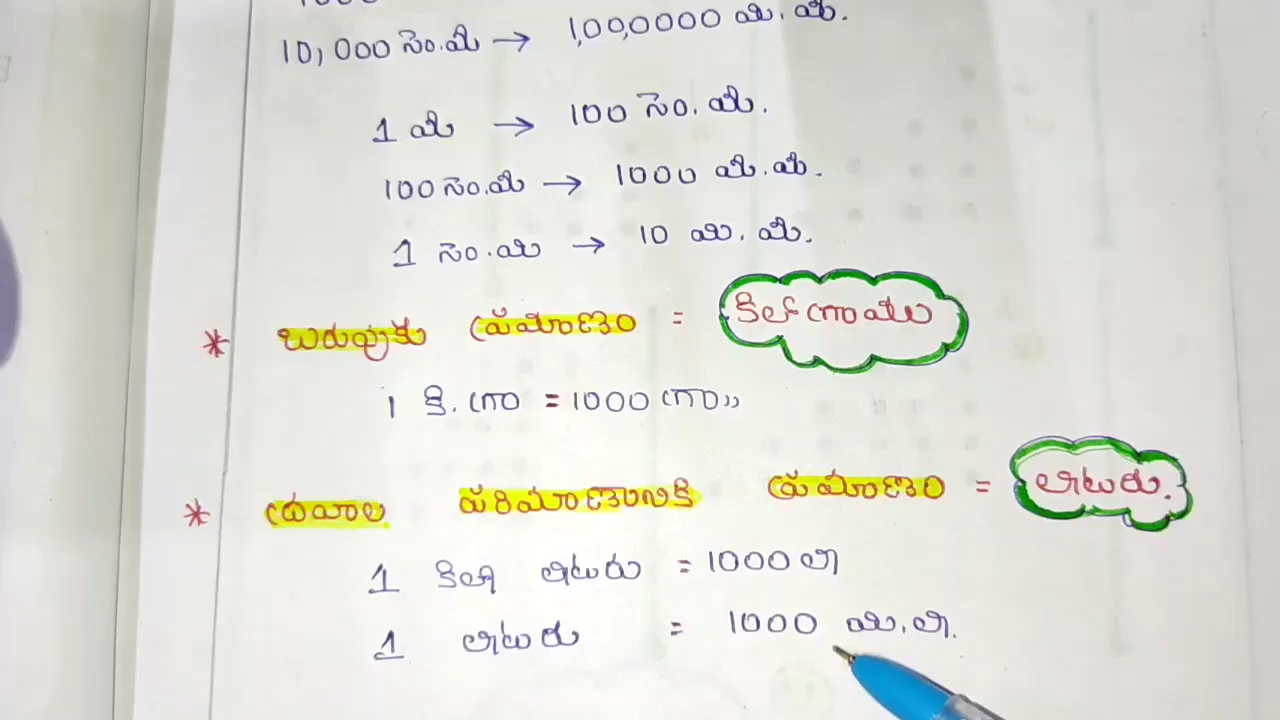 10,000 సెం.మీ → 1,00,0000 మి.మీ.
1 మీ → 100 సెం.మీ.
100 సెం.మీ → 1000 మి.మీ.
1 సెం.మీ → 10 మి.మీ.
* బరువుకు ప్రమాణం = కిలోగ్రాములు
1 కి.గ్రా = 1000 గ్రా॥
* ద్రవాల పరిమాణాలకి ప్రమాణం = లీటరు.
1 కిలో లీటరు = 1000 లీ
1 లీటరు = 1000 మి.లీ.